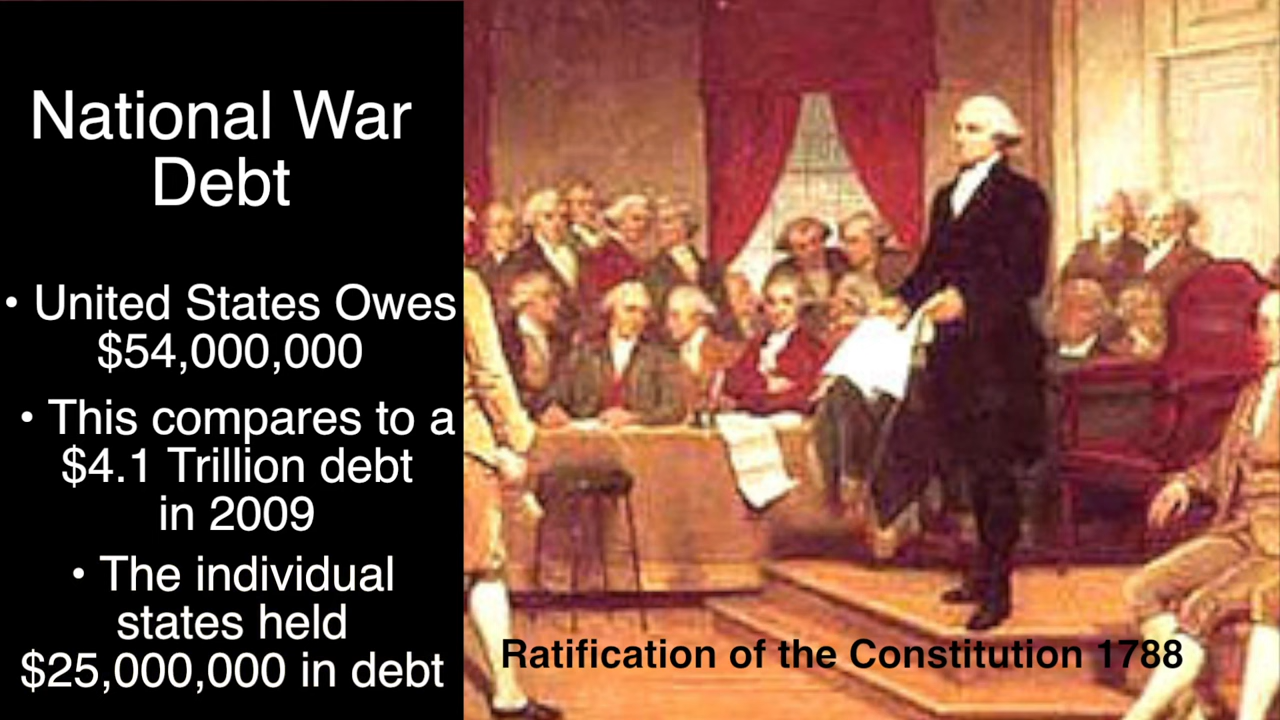 National War
Debt
• United States Owes
$54,000,000
• This compares to a
$4.1 Trillion debt
in 2009
• The individual
states held
$25,000,000 in debt
Ratification of the Constitution 1788